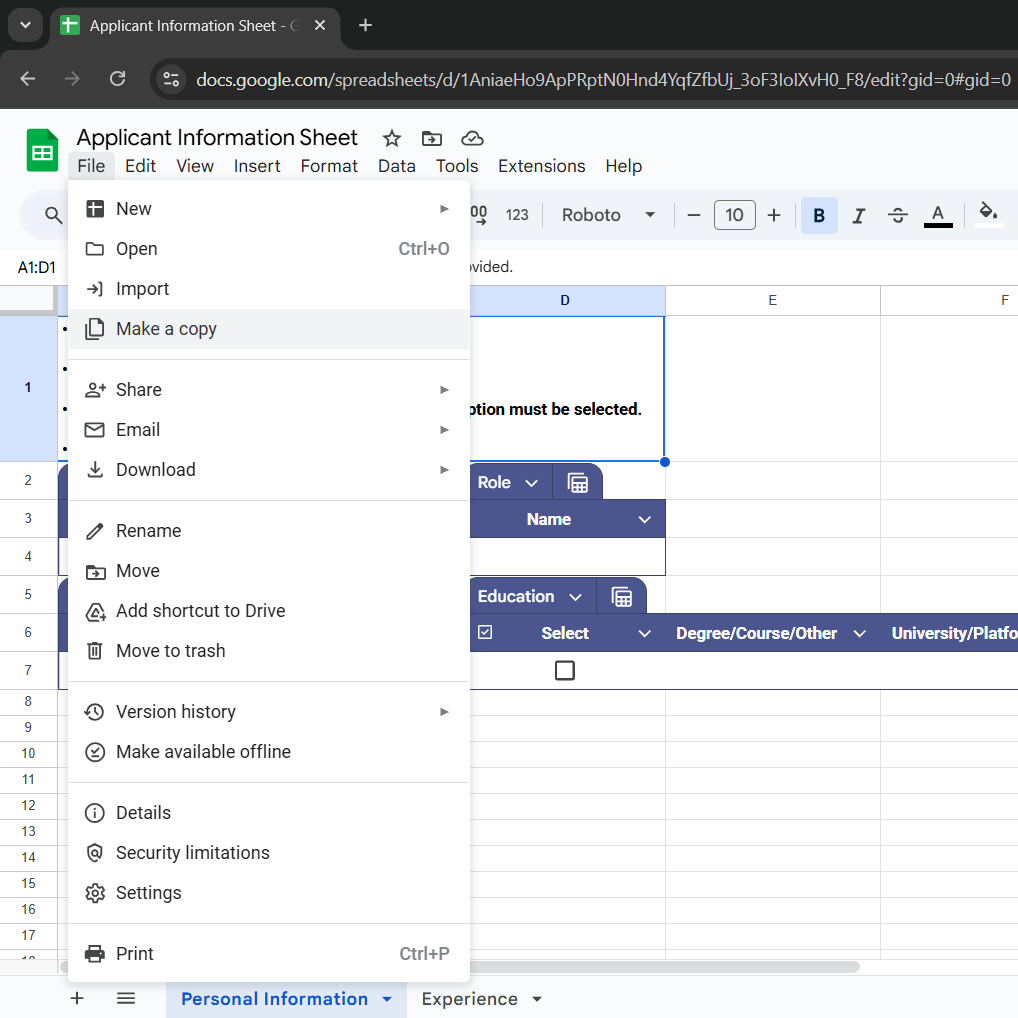 Applicant Information Sheet - G
docs.google.com/spreadsheets/d/1AniaeHo9ApPRptN0Hnd4YqfZfbUj_3oF3IoIXvH0_F8/edit?gid=0#gid=0
Applicant Information Sheet
File Edit View Insert Format Data Tools Extensions Help
New
Open Ctrl+O
Import
Make a copy
Share
Email
Download
Rename
Move
Add shortcut to Drive
Move to trash
Version history
Make available offline
Details
Security limitations
Settings
Print Ctrl+P
.00 123 Roboto 10 B I S A
A1:D1 ovided.
D E F
1 option must be selected.
2 Role
3 Name
4
5 Education
6 Select Degree/Course/Other University/Platfo
7
8
9
10
11
12
13
14
15
16
17
18
Personal Information Experience